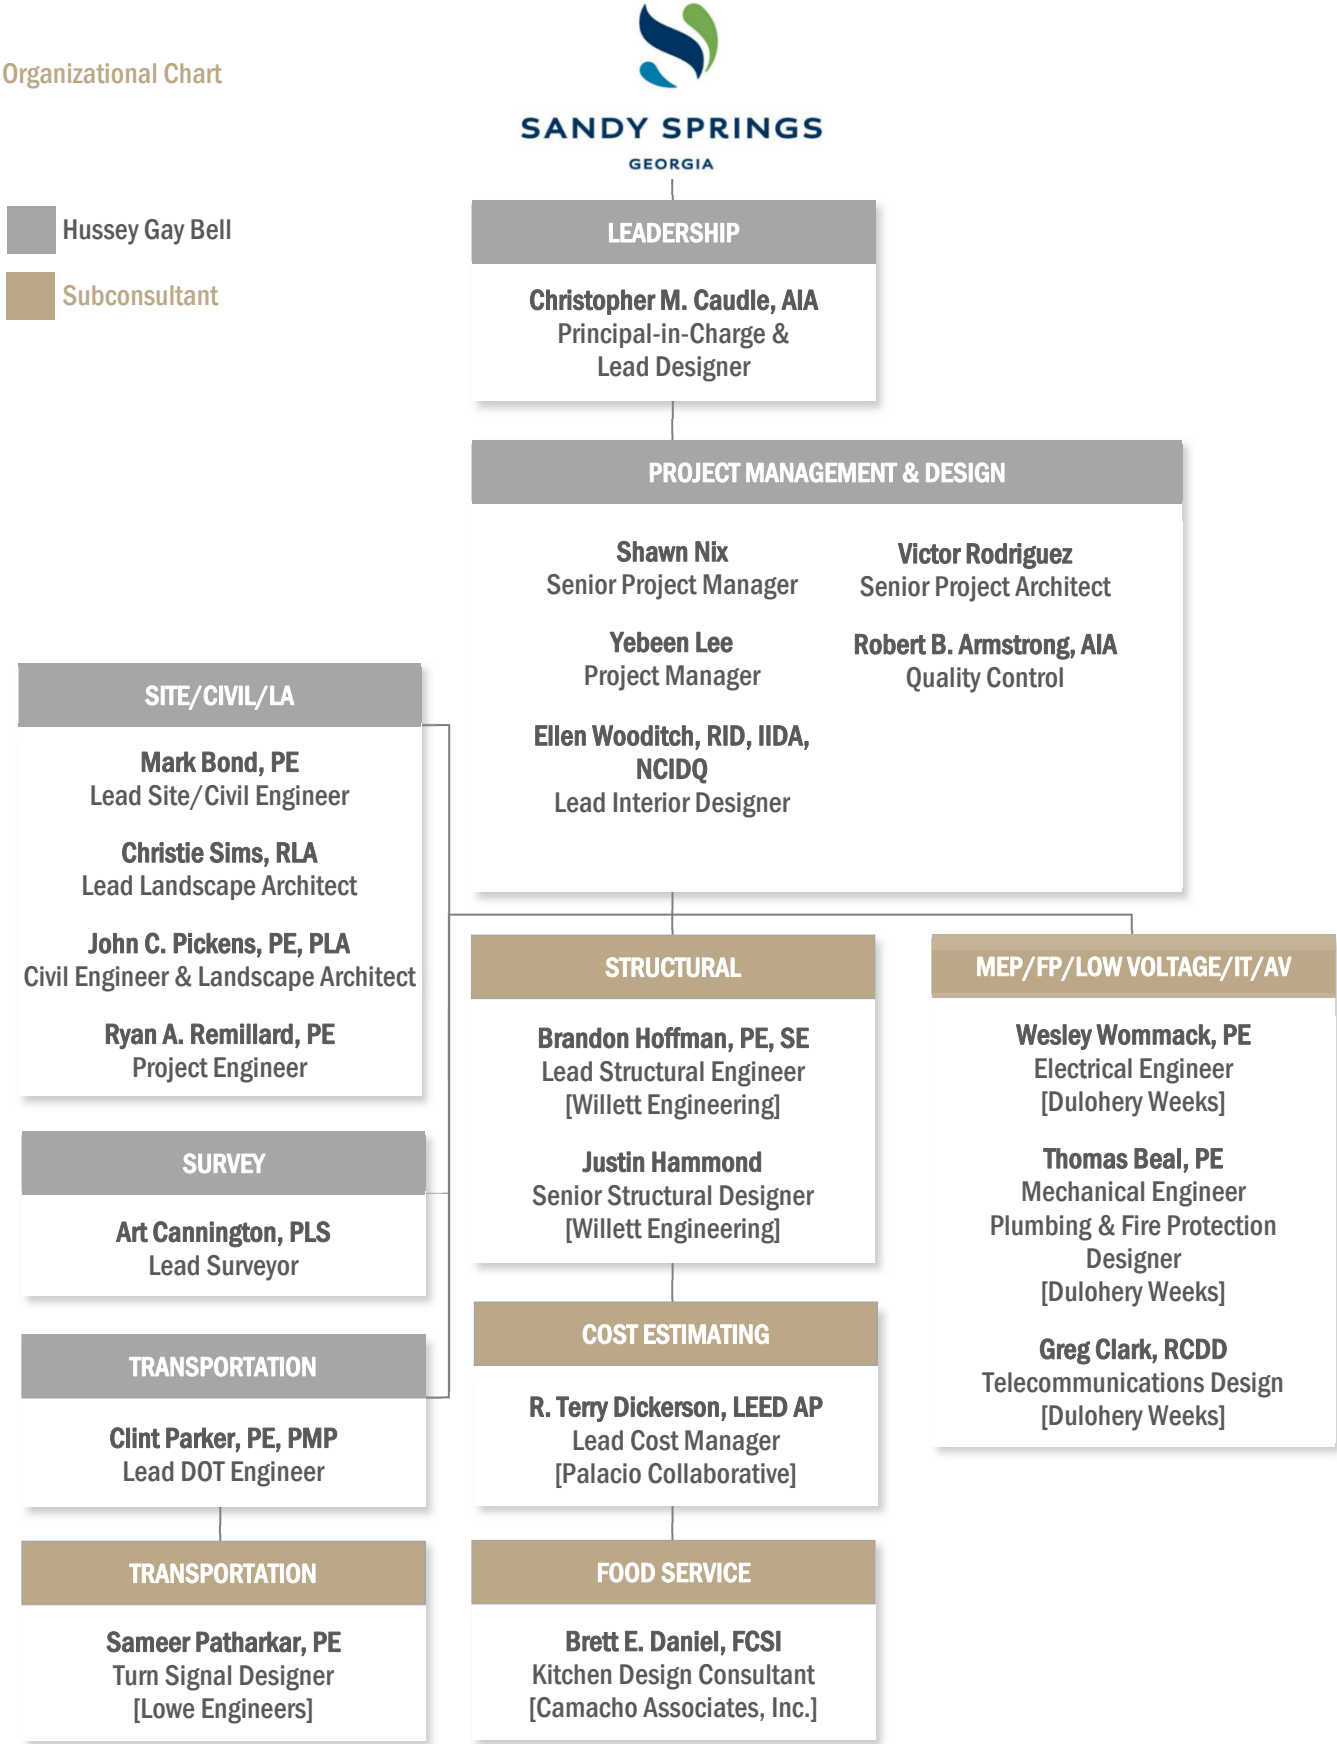 Organizational Chart
SANDY SPRINGS
GEORGIA
Hussey Gay Bell
Subconsultant
LEADERSHIP
Christopher M. Caudle, AIA
Principal-in-Charge &
Lead Designer
PROJECT MANAGEMENT & DESIGN
Shawn Nix
Senior Project Manager
Yebeen Lee
Project Manager
Ellen Wooditch, RID, IIDA,
NCIDQ
Lead Interior Designer
Victor Rodriguez
Senior Project Architect
Robert B. Armstrong, AIA
Quality Control
SITE/CIVIL/LA
Mark Bond, PE
Lead Site/Civil Engineer
Christie Sims, RLA
Lead Landscape Architect
John C. Pickens, PE, PLA
Civil Engineer & Landscape Architect
Ryan A. Remillard, PE
Project Engineer
SURVEY
Art Cannington, PLS
Lead Surveyor
TRANSPORTATION
Clint Parker, PE, PMP
Lead DOT Engineer
TRANSPORTATION
Sameer Patharkar, PE
Turn Signal Designer
[Lowe Engineers]
STRUCTURAL
Brandon Hoffman, PE, SE
Lead Structural Engineer
[Willett Engineering]
Justin Hammond
Senior Structural Designer
[Willett Engineering]
COST ESTIMATING
R. Terry Dickerson, LEED AP
Lead Cost Manager
[Palacio Collaborative]
FOOD SERVICE
Brett E. Daniel, FCSI
Kitchen Design Consultant
[Camacho Associates, Inc.]
MEP/FP/LOW VOLTAGE/IT/AV
Wesley Wommack, PE
Electrical Engineer
[Dulohery Weeks]
Thomas Beal, PE
Mechanical Engineer
Plumbing & Fire Protection
Designer
[Dulohery Weeks]
Greg Clark, RCDD
Telecommunications Design
[Dulohery Weeks]